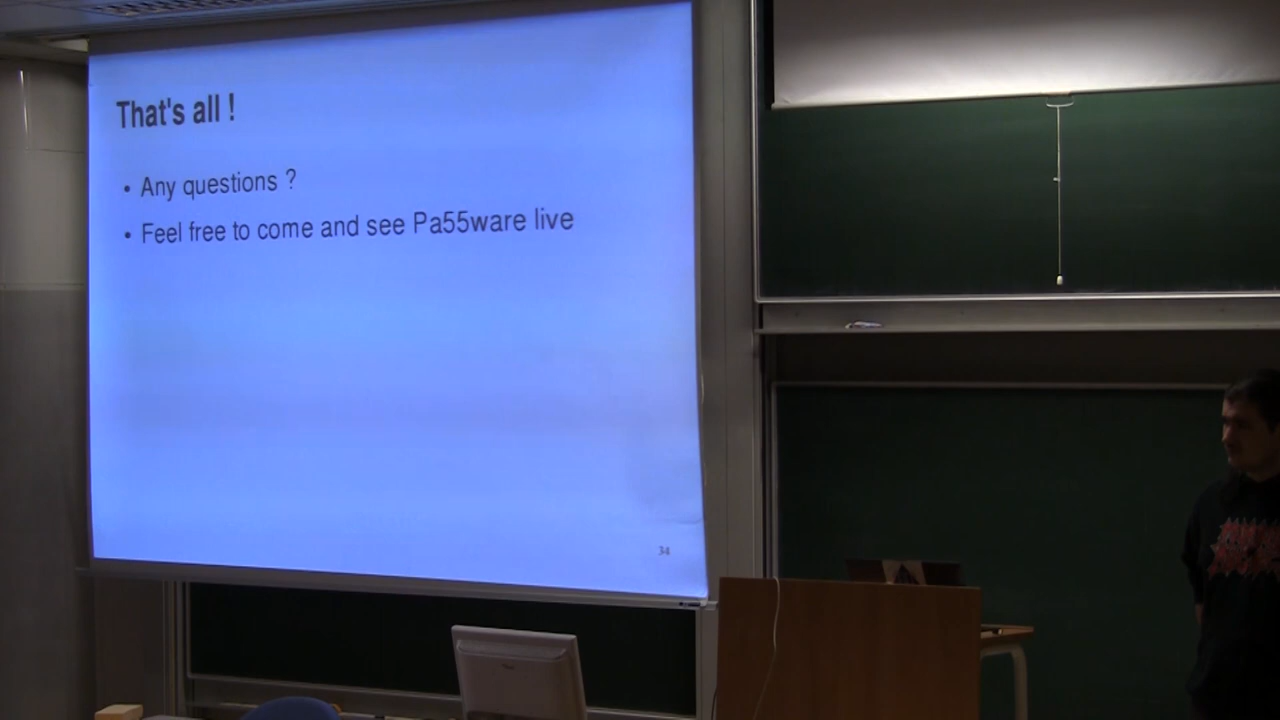 That's all !
• Any questions ?
• Feel free to come and see Pa55ware live
34